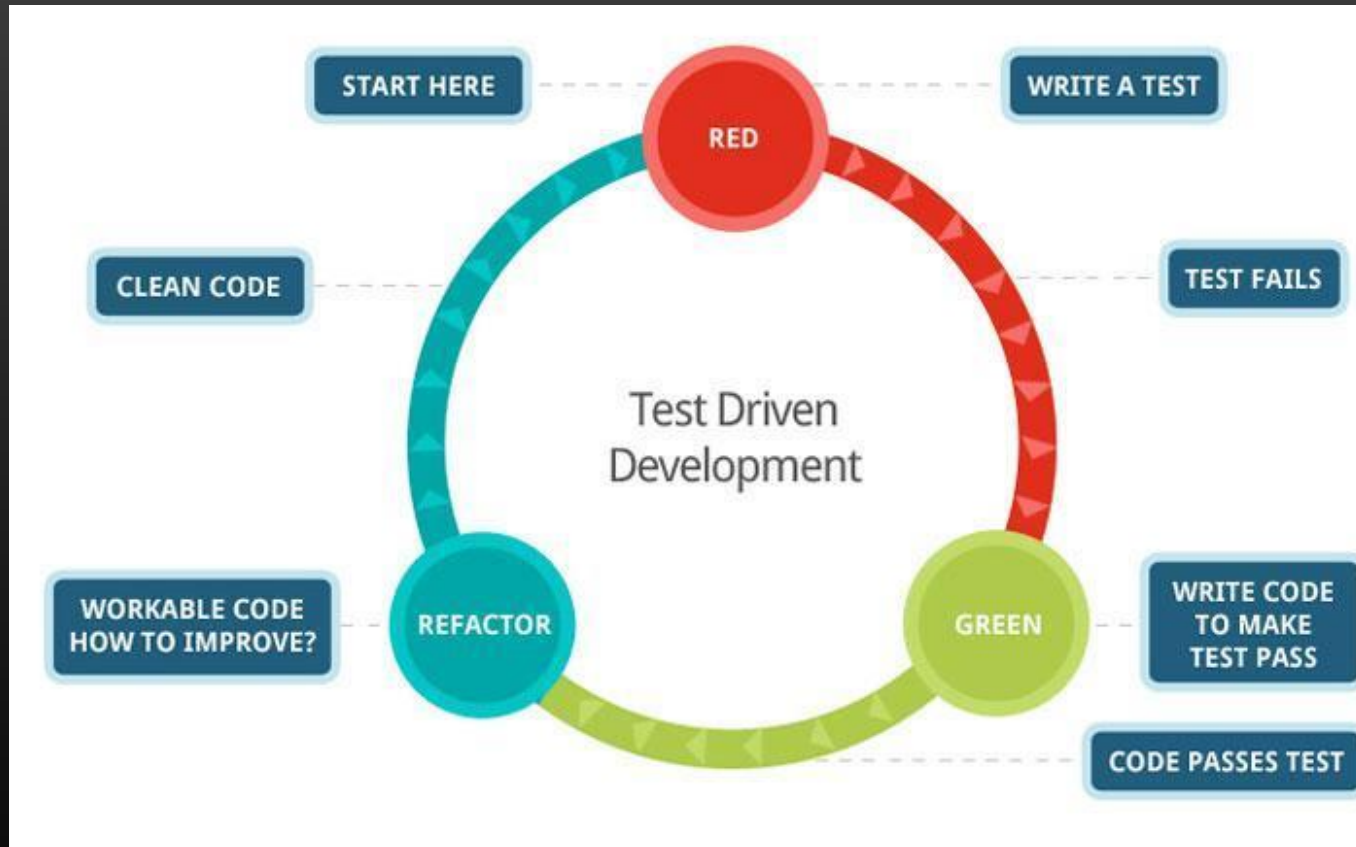 START HERE
RED
WRITE A TEST
CLEAN CODE
TEST FAILS
Test Driven
Development
WORKABLE CODE
HOW TO IMPROVE?
REFACTOR
GREEN
WRITE CODE
TO MAKE
TEST PASS
CODE PASSES TEST